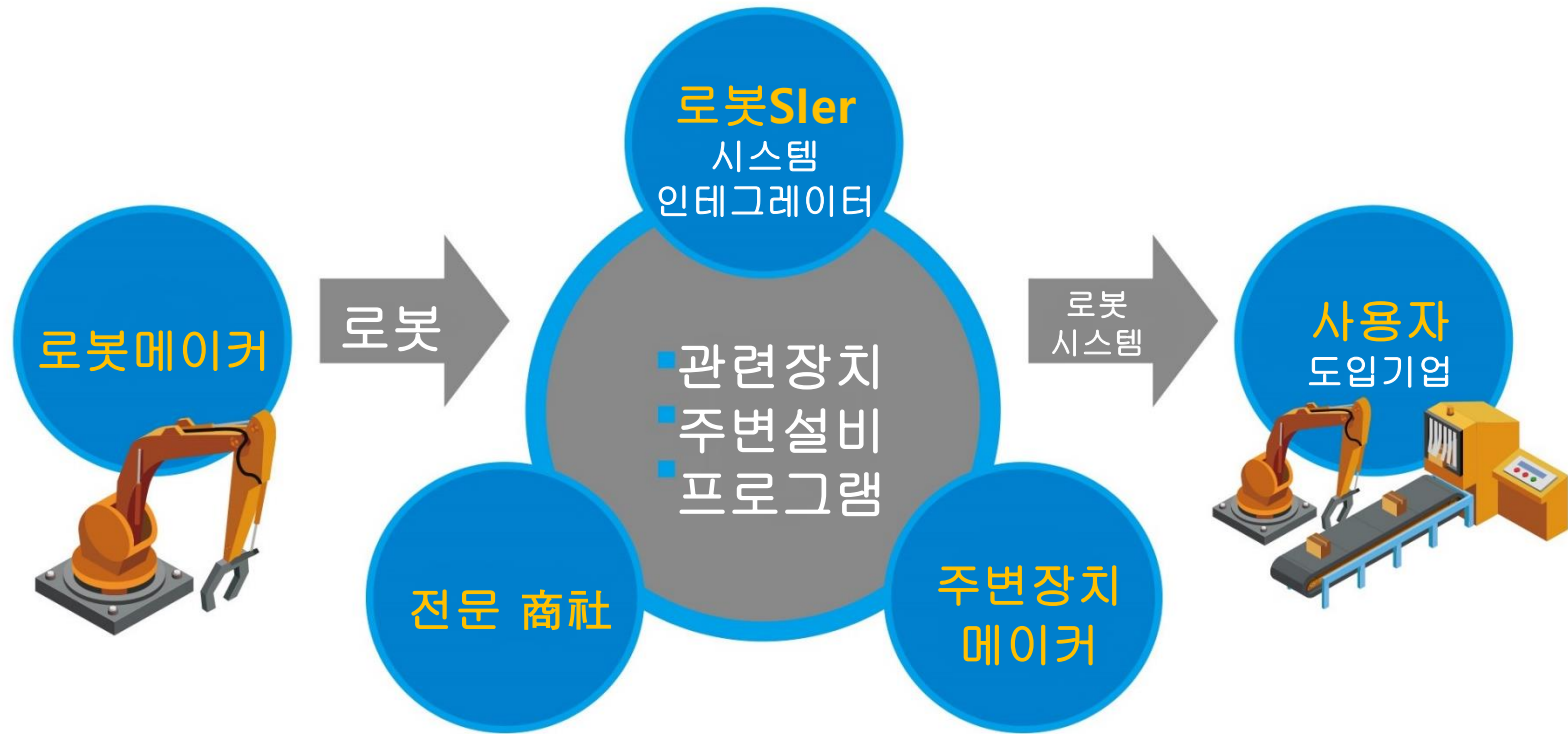 로봇메이커
로봇
로봇SIer
시스템
인테그레이터
관련장치
주변설비
프로그램
전문 商社
주변장치
메이커
로봇
시스템
사용자
도입기업